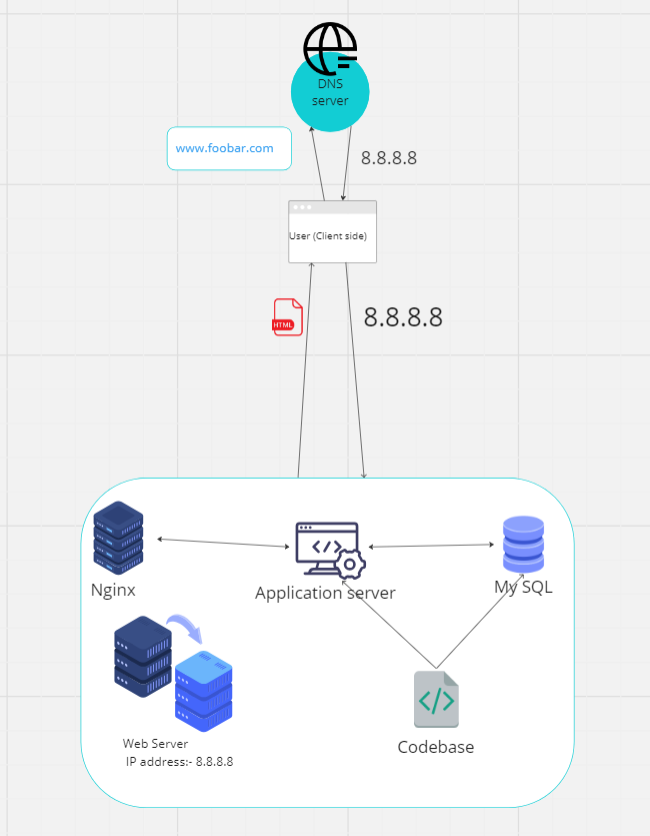 DNS
server
www.foobar.com
8.8.8.8
User (Client side)
HTML
8.8.8.8
Nginx
Application server
My SQL
Web Server
IP address:- 8.8.8.8
Codebase